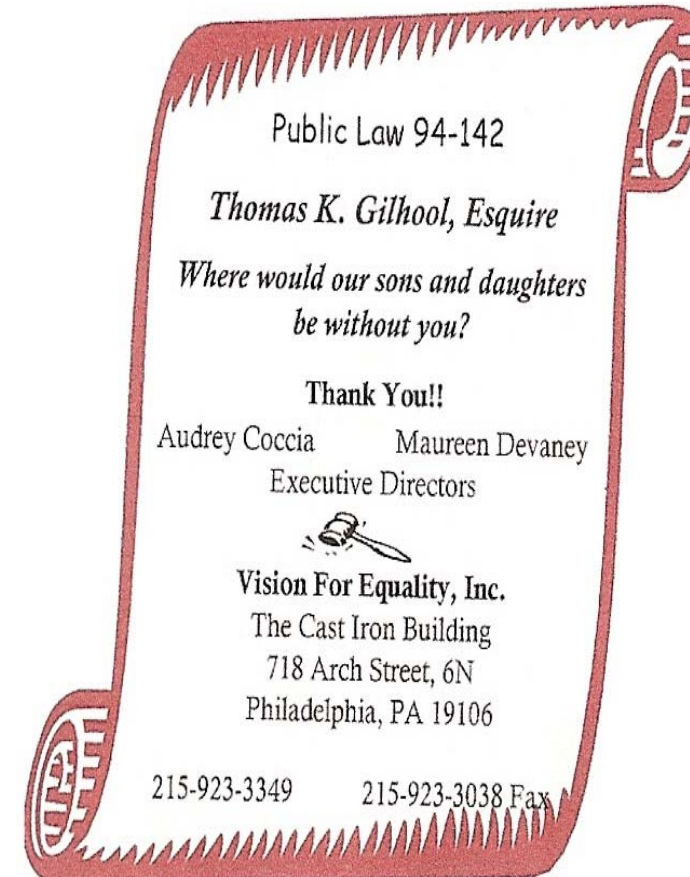 Public Law 94-142
Thomas K. Gilhool, Esquire
Where would our sons and daughters
be without you?
Thank You!!
Audrey Coccia Maureen Devaney
Executive Directors
Vision For Equality, Inc.
The Cast Iron Building
718 Arch Street, 6N
Philadelphia, PA 19106
215-923-3349 215-923-3038 Fax